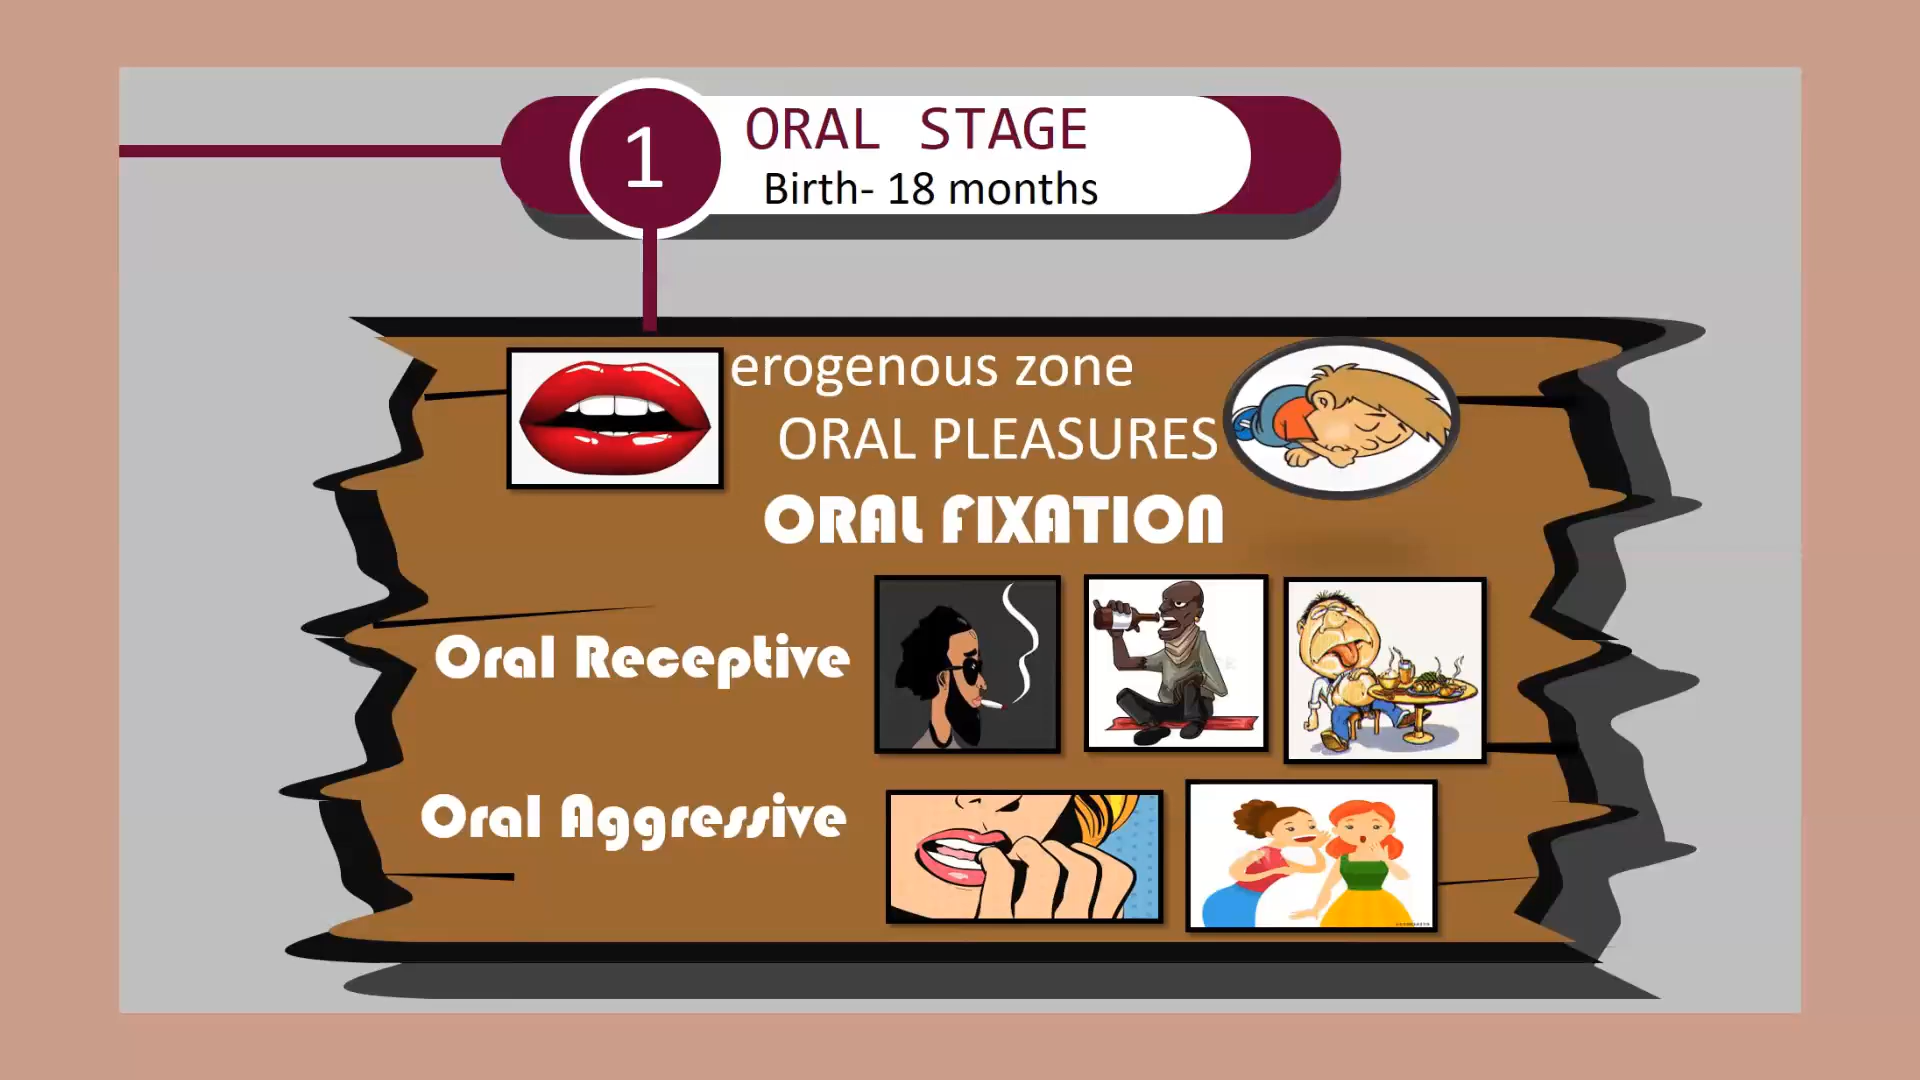 1
ORAL STAGE
Birth- 18 months
erogenous zone
ORAL PLEASURES
ORAL FIXATION
Oral Receptive
Oral Aggressive